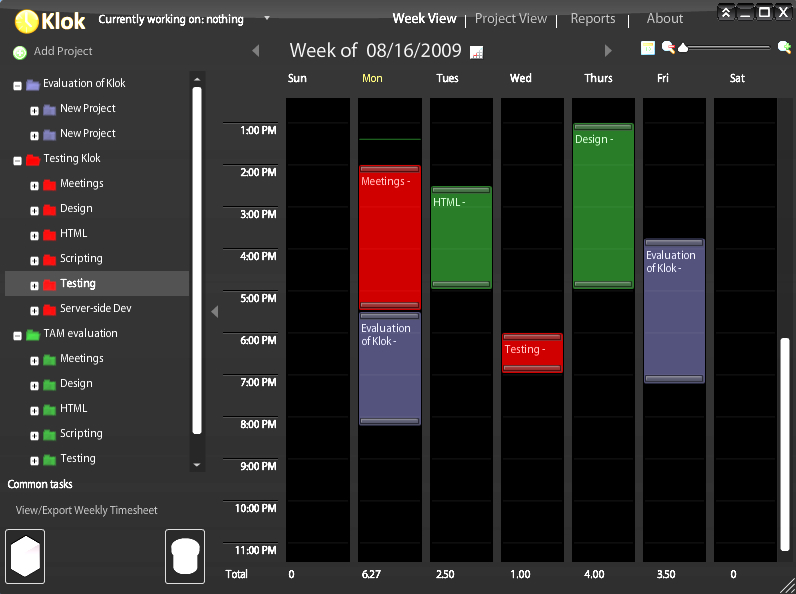 Klok Currently working on: nothing
Week View | Project View | Reports | About
Add Project
Week of 08/16/2009
Sun Mon Tues Wed Thurs Fri Sat
Evaluation of Klok
New Project
New Project
Testing Klok
Meetings
Design
HTML
Scripting
Testing
Server-side Dev
TAM evaluation
Meetings
Design
HTML
Scripting
Testing
Common tasks
View/Export Weekly Timesheet
1:00 PM
2:00 PM
3:00 PM
4:00 PM
5:00 PM
6:00 PM
7:00 PM
8:00 PM
9:00 PM
10:00 PM
11:00 PM
Meetings -
Evaluation
of Klok -
HTML -
Testing -
Design -
Evaluation
of Klok -
Total 0 6.27 2.50 1.00 4.00 3.50 0